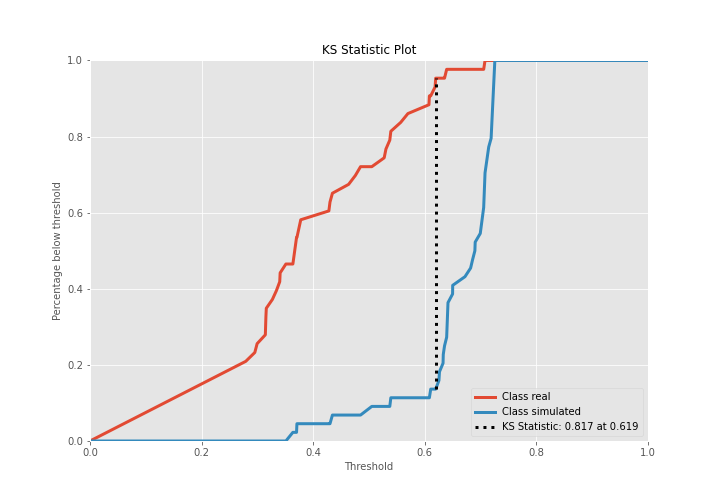 KS Statistic Plot
1.0
0.8
0.6
0.4
0.2
0.0
Percentage below threshold
Class real
Class simulated
KS Statistic: 0.817 at 0.619
0.0 0.2 0.4 0.6 0.8 1.0
Threshold